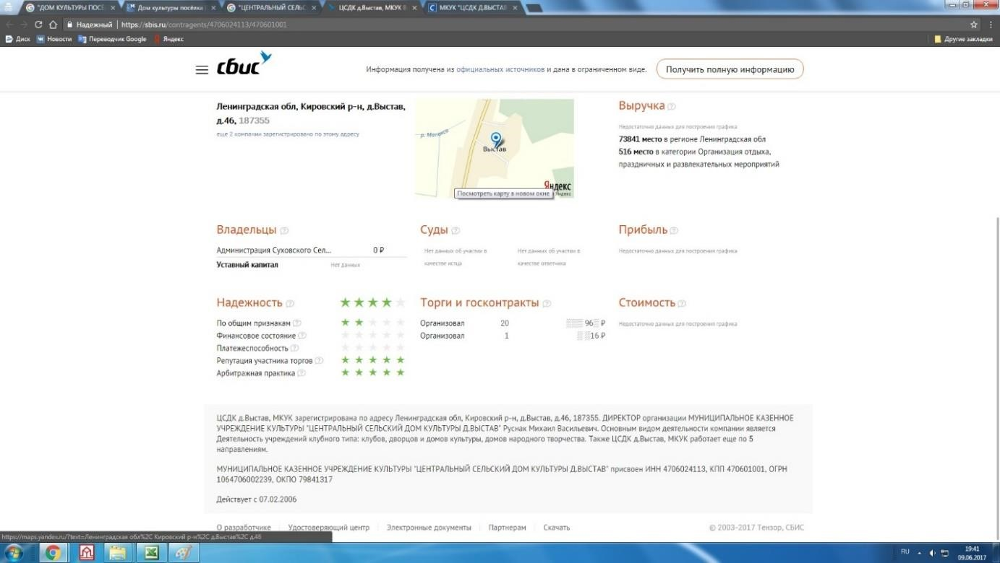 "ДОМ КУЛЬТУРЫ ПОСЕ
Дом культуры посёлка
"ЦЕНТРАЛЬНЫЙ СЕЛЬС
ЦСДК д.Выстав, МКУК В
МКУК "ЦСДК Д.ВЫСТАВ
Надежный https://sbis.ru/contragents/4706024113/470601001
Диск Новости Переводчик Google Яндекс Другие закладки
сбис
Информация получена из официальных источников и дана в ограниченном виде.
Получить полную информацию
Ленинградская обл, Кировский р-н, д.Выстав,
д.46, 187355
еще 2 компании зарегистрировано по этому адресу
Выстав
Яндекс
Посмотреть карту в новом окне
Выручка
Недостаточно данных для построения графика
73841 место в регионе Ленинградская обл
516 место в категории Организация отдыха,
праздничных и развлекательных мероприятий
Владельцы
Администрация Суховского Сел... 0 ₽
Уставный капитал Нет данных
Суды
Нет данных об участии в
качестве истца
Нет данных об участии в
качестве ответчика
Прибыль
Недостаточно данных для построения графика
Надежность
По общим признакам
Финансовое состояние
Платежеспособность
Репутация участника торгов
Арбитражная практика
Торги и госконтракты
Организовал 20 96 ₽
Организовал 1 16 ₽
Стоимость
Недостаточно данных для построения графика
ЦСДК д.Выстав, МКУК зарегистрирована по адресу Ленинградская обл, Кировский р-н, д.Выстав, д.46, 187355. ДИРЕКТОР организации МУНИЦИПАЛЬНОЕ КАЗЕННОЕ
УЧРЕЖДЕНИЕ КУЛЬТУРЫ "ЦЕНТРАЛЬНЫЙ СЕЛЬСКИЙ ДОМ КУЛЬТУРЫ Д.ВЫСТАВ" Руснак Михаил Васильевич. Основным видом деятельности компании является
Деятельность учреждений клубного типа: клубов, дворцов и домов культуры, домов народного творчества. Также ЦСДК д.Выстав, МКУК работает еще по 5
направлениям.
МУНИЦИПАЛЬНОЕ КАЗЕННОЕ УЧРЕЖДЕНИЕ КУЛЬТУРЫ "ЦЕНТРАЛЬНЫЙ СЕЛЬСКИЙ ДОМ КУЛЬТУРЫ Д.ВЫСТАВ" присвоен ИНН 4706024113, КПП 470601001, ОГРН
1064706002239, ОКПО 79841317
Действует с 07.02.2006
О разработчике Удостоверяющий центр Электронные документы Партнерам Скачать © 2003-2017 Тензор, СБИС
https://maps.yandex.ru/?text=Ленинградская обл%2C Кировский р-н%2C д.Выстав%2C д.46
RU 19:41
09.06.2017